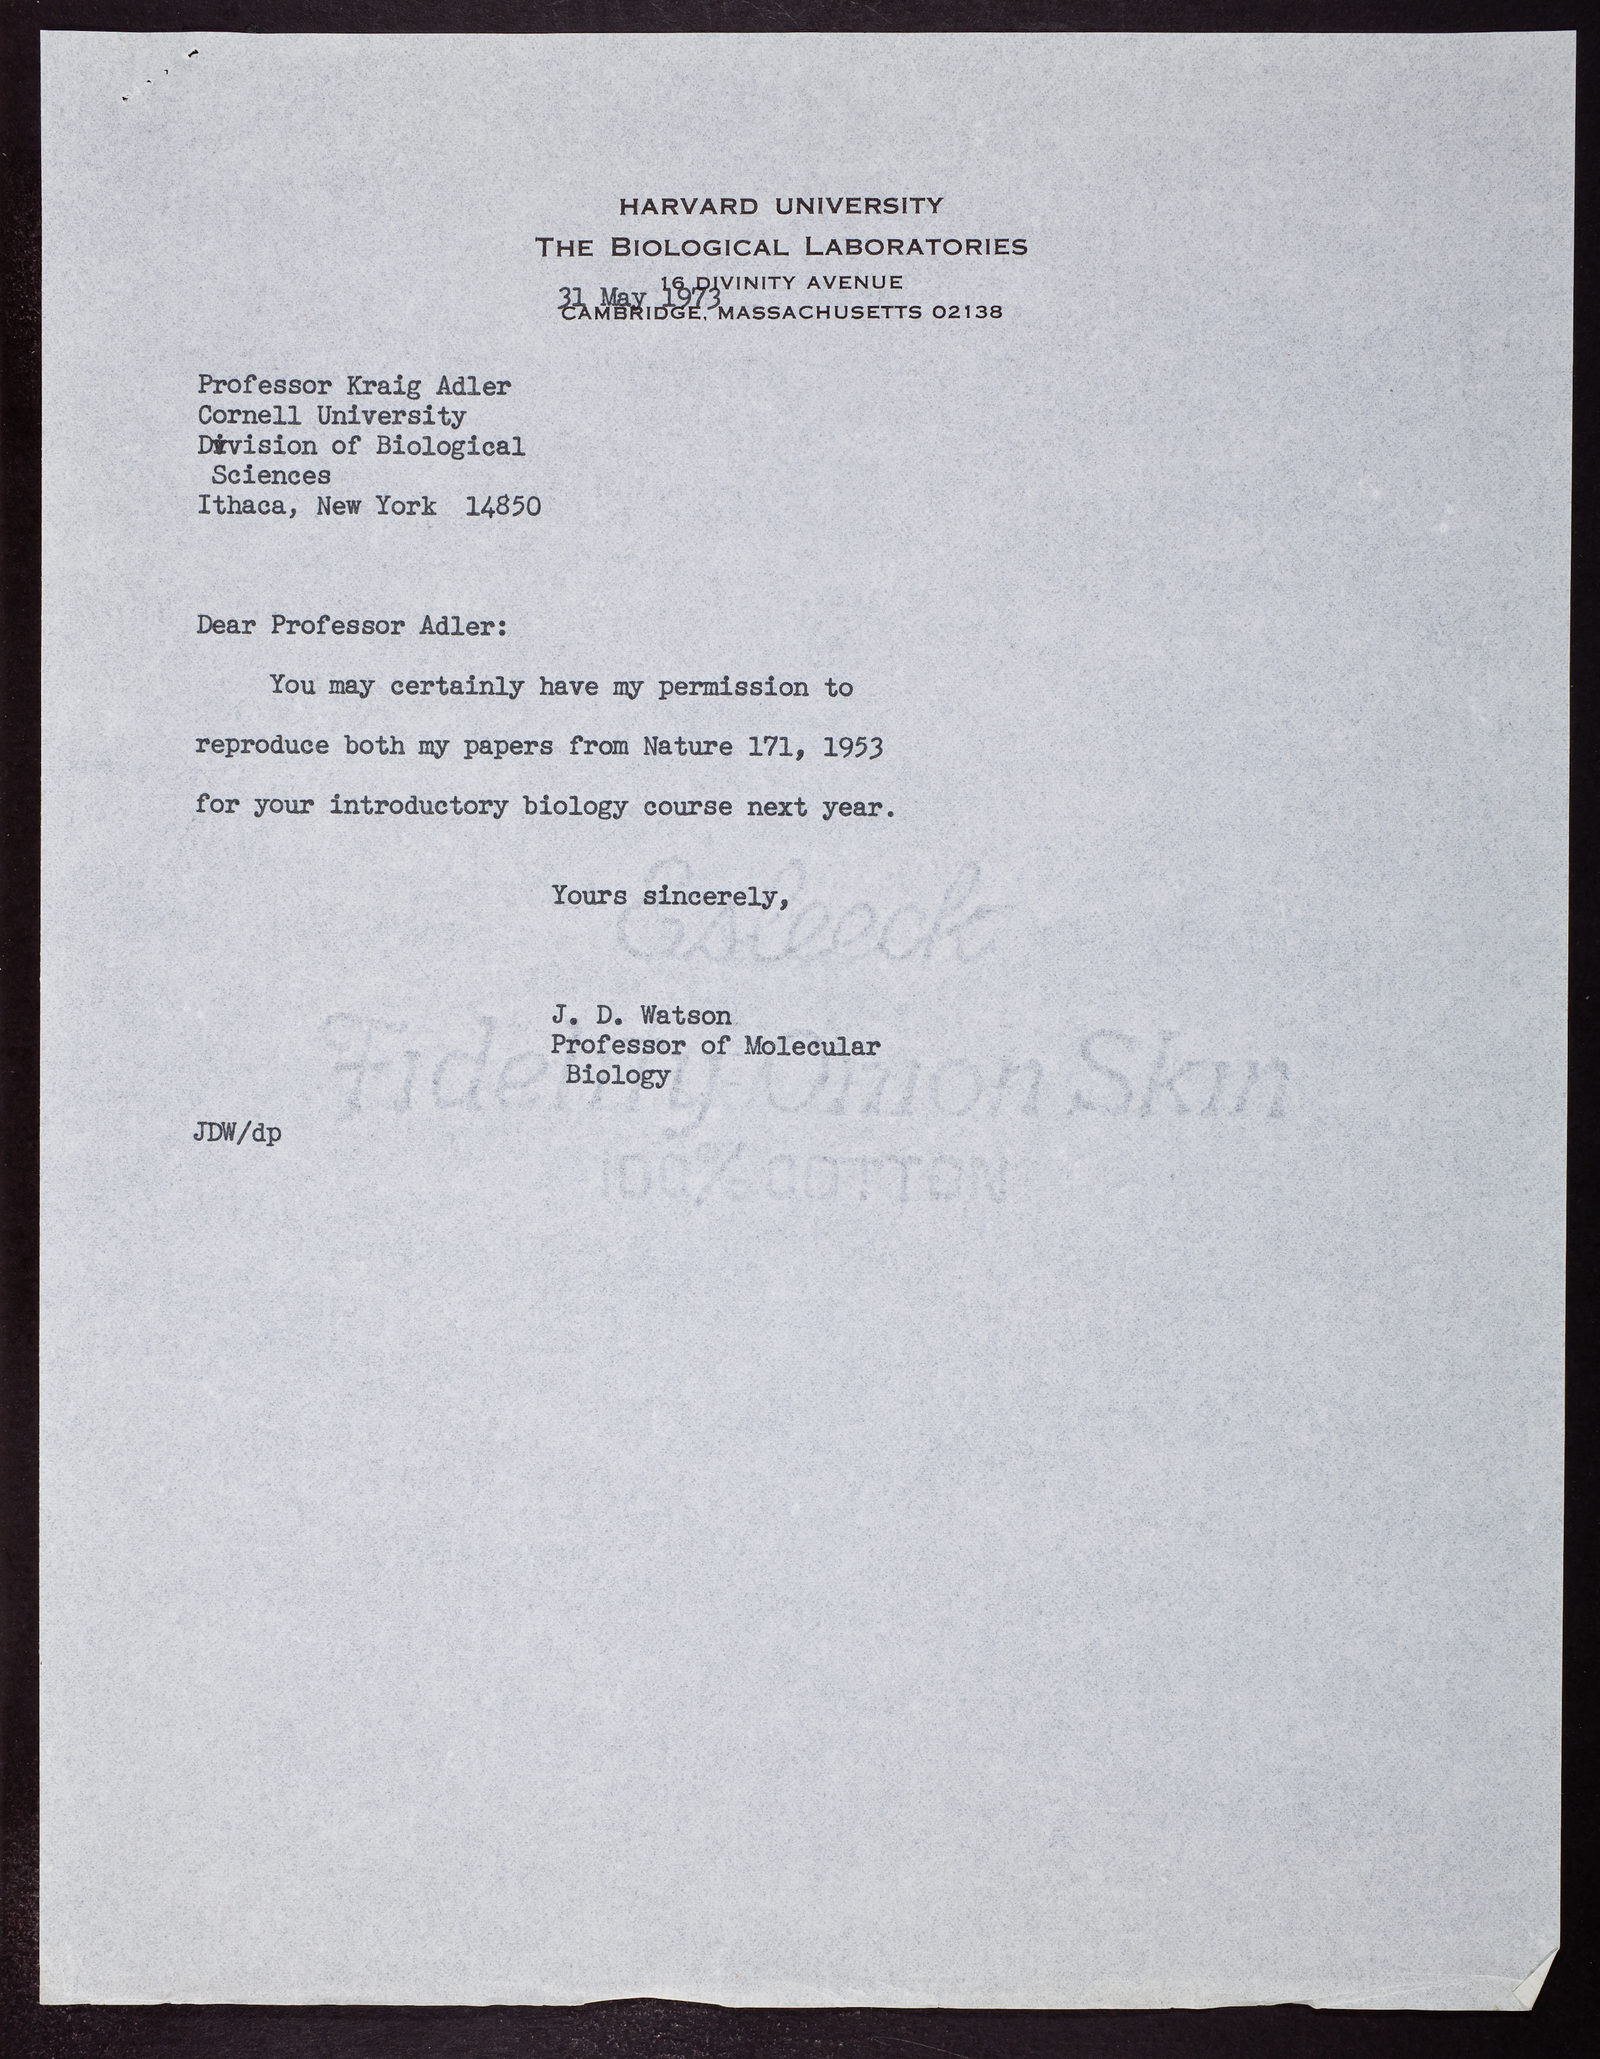 HARVARD UNIVERSITY
THE BIOLOGICAL LABORATORIES
16 DIVINITY AVENUE
31 May 1973
CAMBRIDGE, MASSACHUSETTS 02138
Professor Kraig Adler
Cornell University
Division of Biological
Sciences
Ithaca, New York 14850
Dear Professor Adler:
You may certainly have my permission to
reproduce both my papers from Nature 171, 1953
for your introductory biology course next year.
Yours sincerely,
Esleeck
J. D. Watson
Professor of Molecular
Biology
Fidelity Onion Skin
JDW/dp
100% COTTON